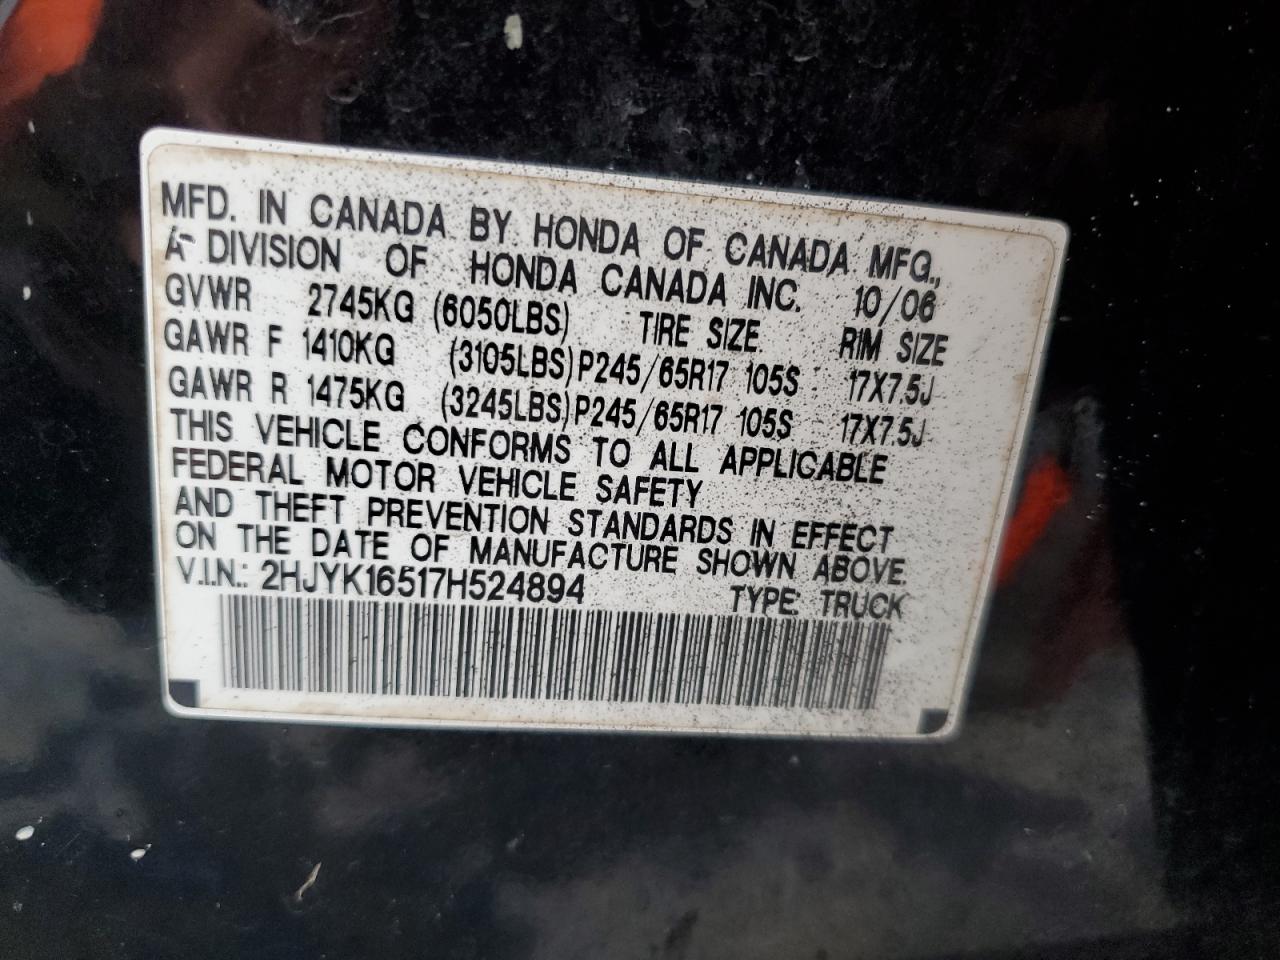 MFD. IN CANADA BY HONDA OF CANADA MFG.,
A DIVISION OF HONDA CANADA INC. 10/06
GVWR 2745KG (6050LBS) TIRE SIZE RIM SIZE
GAWR F 1410KG (3105LBS) P245/65R17 105S 17X7.5J
GAWR R 1475KG (3245LBS) P245/65R17 105S 17X7.5J
THIS VEHICLE CONFORMS TO ALL APPLICABLE
FEDERAL MOTOR VEHICLE SAFETY
AND THEFT PREVENTION STANDARDS IN EFFECT
ON THE DATE OF MANUFACTURE SHOWN ABOVE.
V.I.N.: 2HJYK16517H524894 TYPE: TRUCK